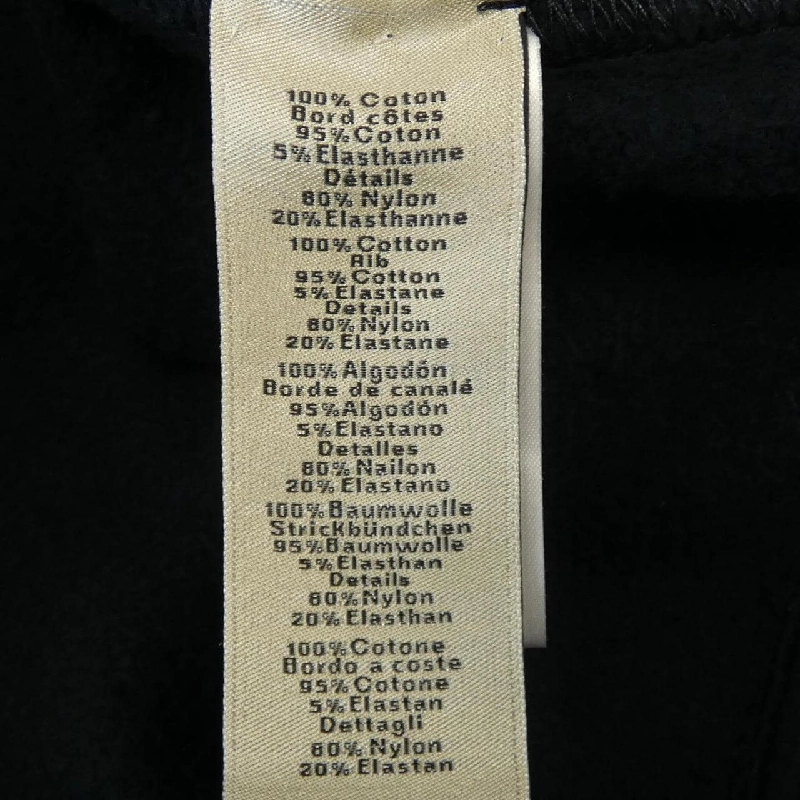 100% Coton
Bord côtes
95% Coton
5% Elasthanne
Détails
80% Nylon
20% Elasthanne
100% Cotton
Rib
95% Cotton
5% Elastane
Details
80% Nylon
20% Elastane
100% Algodón
Borde de canalé
95% Algodón
5% Elastano
Detalles
80% Nailon
20% Elastano
100% Baumwolle
Strickbündchen
95% Baumwolle
5% Elasthan
Details
80% Nylon
20% Elasthan
100% Cotone
Bordo a coste
95% Cotone
5% Elastan
Dettagli
80% Nylon
20% Elastan